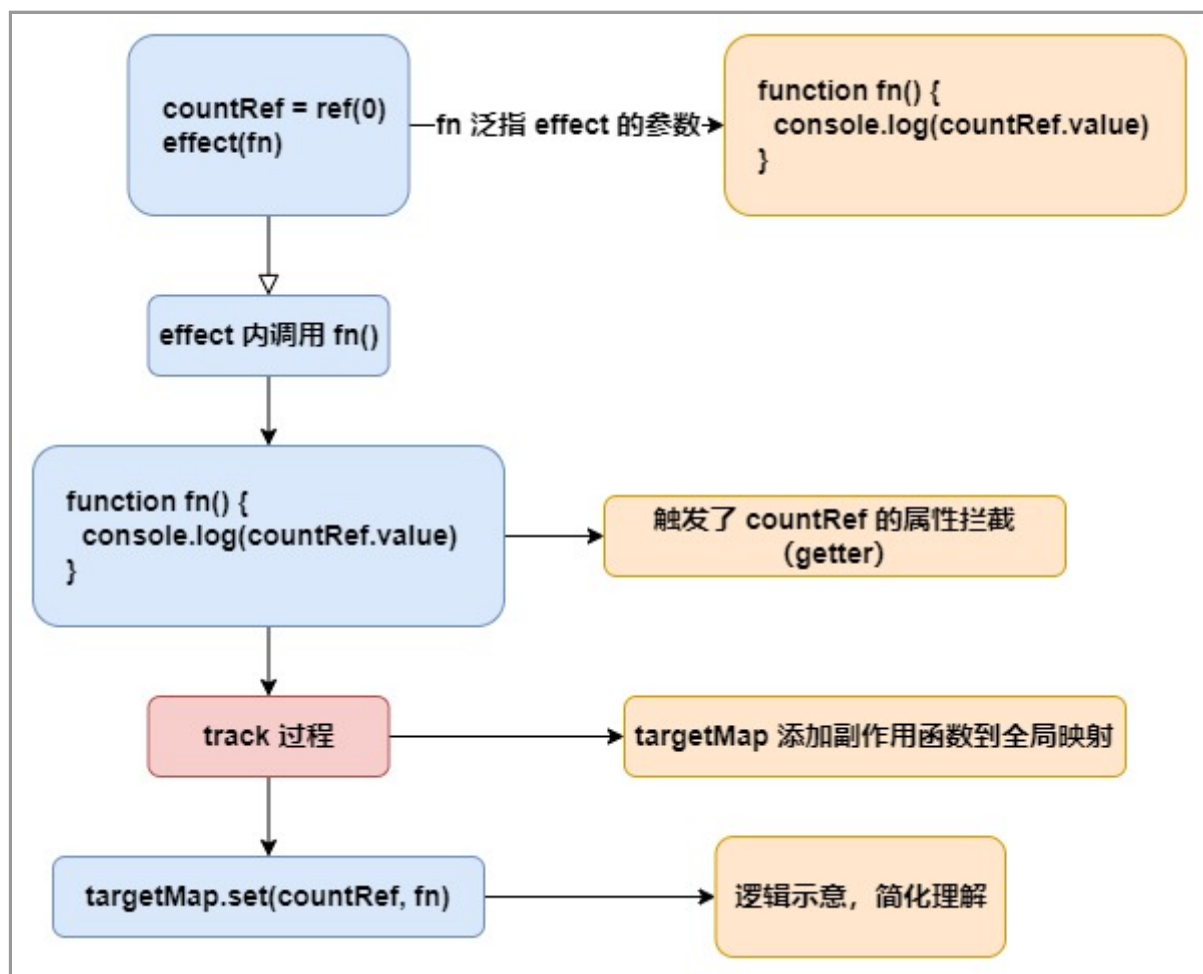 countRef = ref(0)
effect(fn)
fn 泛指 effect 的参数
function fn() {
console.log(countRef.value)
}
effect 内调用 fn()
function fn() {
console.log(countRef.value)
}
触发了 countRef 的属性拦截
（getter）
track 过程
targetMap 添加副作用函数到全局映射
targetMap.set(countRef, fn)
逻辑示意，简化理解